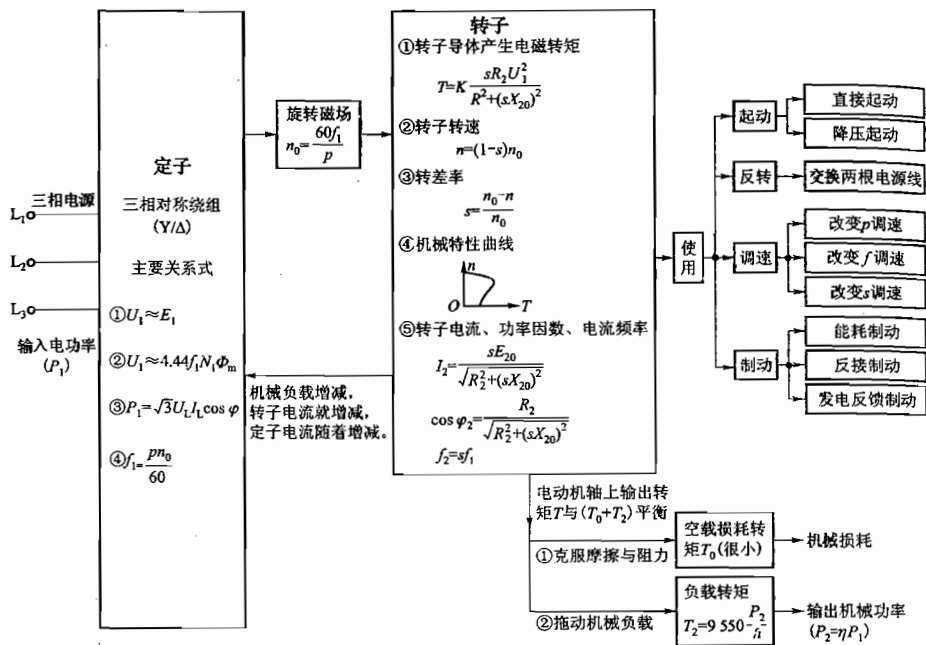 三相电源
L₁
L₂
L₃
输入电功率
(P₁)
定子
三相对称绕组
(Y/Δ)
主要关系式
①U₁≈E₁
②U₁≈4.44f₁N₁Φₘ
③P₁=√3U_L I_L cos φ
④f₁=pn₀/60
旋转磁场
n₀=60f₁/p
机械负载增减,
转子电流就增减,
定子电流随着增减。
转子
①转子导体产生电磁转矩
T=K sR₂U₁²/(R²+(sX₂₀)²)
②转子转速
n=(1-s)n₀
③转差率
s=(n₀-n)/n₀
④机械特性曲线
n
O
T
⑤转子电流、功率因数、电流频率
I₂=sE₂₀/√(R₂²+(sX₂₀)²)
cos φ₂=R₂/√(R₂²+(sX₂₀)²)
f₂=sf₁
使用
起动
直接起动
降压起动
反转
交换两根电源线
调速
改变p调速
改变f调速
改变s调速
制动
能耗制动
反接制动
发电反馈制动
电动机轴上输出转
矩T与(T₀+T₂)平衡
①克服摩擦与阻力
空载损耗转
矩T₀(很小)
机械损耗
②拖动机械负载
负载转矩
T₂=9 550 P₂/n
输出机械功率
(P₂=ηP₁)